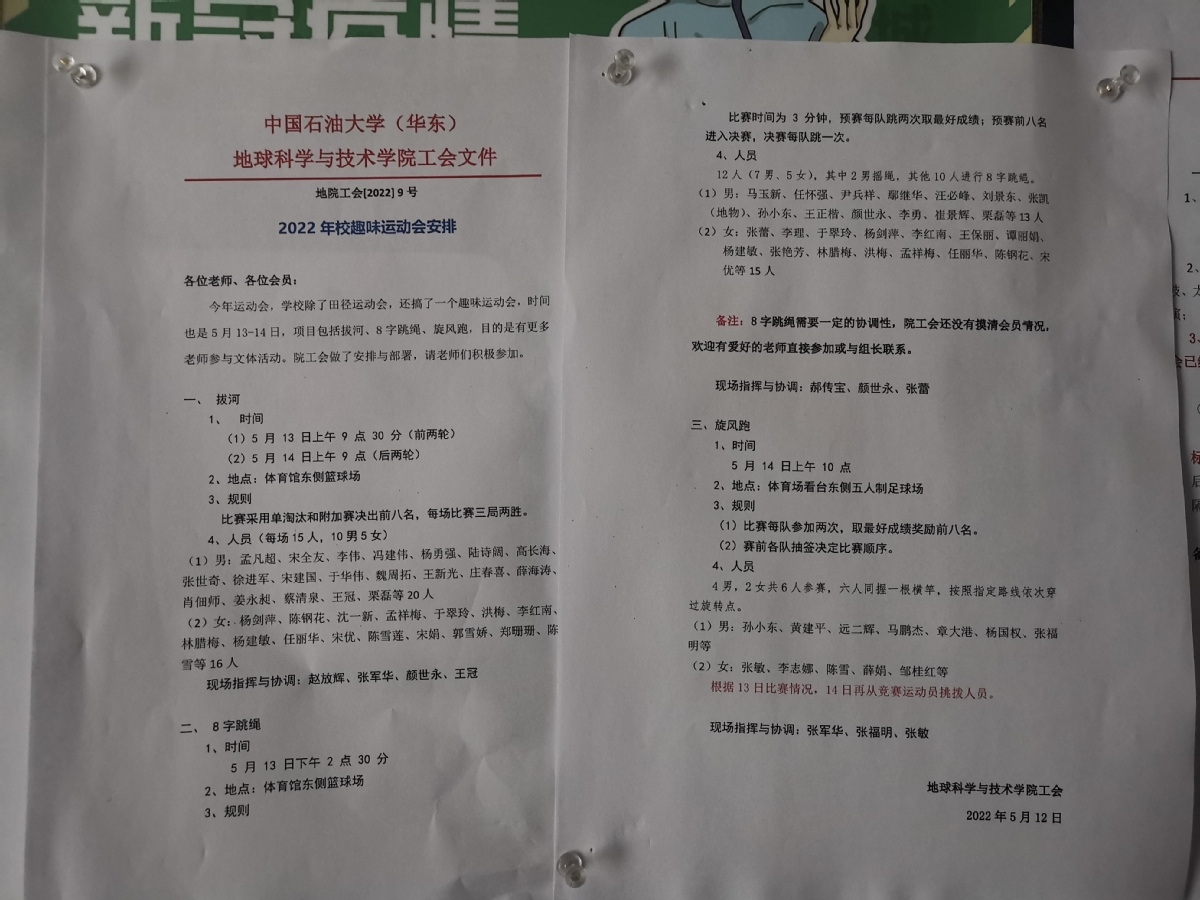 新冠疫情
中国石油大学（华东）
地球科学与技术学院工会文件
地院工会[2022]9号
2022年校趣味运动会安排
各位老师、各位会员：
今年运动会，学校除了田径运动会，还搞了一个趣味运动会，时间
也是5月13-14日，项目包括拔河、8字跳绳、旋风跑，目的是有更多
老师参与文体活动。院工会做了安排与部署，请老师们积极参加。
一、 拔河
1、 时间
（1）5 月 13 日上午 9 点 30 分（前两轮）
（2）5 月 14 日上午 9 点（后两轮）
2、地点：体育馆东侧篮球场
3、规则
比赛采用单淘汰和附加赛决出前八名，每场比赛三局两胜。
4、人员（每场15人，10男5女）
（1）男：孟凡超、宋全友、李伟、冯建伟、杨勇强、陆诗阔、高长海、
张世奇、徐进军、宋建国、于华伟、魏周拓、王新光、庄春喜、薛海涛、
肖佃师、姜永昶、蔡清泉、王冠、栗磊等20人
（2）女：杨剑萍、陈钢花、沈一新、孟祥梅、于翠玲、洪梅、李红南、
林腊梅、杨建敏、任丽华、宋优、陈雪莲、宋娟、郭雪娇、郑珊珊、陈
雪等16人
现场指挥与协调：赵放辉、张军华、颜世永、王冠
二、 8字跳绳
1、时间
5 月 13 日下午 2 点 30 分
2、地点：体育馆东侧篮球场
3、规则
比赛时间为 3 分钟，预赛每队跳两次取最好成绩；预赛前八名
进入决赛，决赛每队跳一次。
4、人员
12人（7男、5女），其中2男摇绳，其他10人进行8字跳绳。
（1）男：马玉新、任怀强、尹兵祥、鄢继华、汪必峰、刘景东、张凯
（地物）、孙小东、王正楷、颜世永、李勇、崔景辉、栗磊等13人
（2）女：张蕾、李理、于翠玲、杨剑萍、李红南、王保丽、谭丽娟、
杨建敏、张艳芳、林腊梅、洪梅、孟祥梅、任丽华、陈钢花、宋
优等15人
备注：8字跳绳需要一定的协调性，院工会还没有摸清会员情况，
欢迎有爱好的老师直接参加或与组长联系。
现场指挥与协调：郝传宝、颜世永、张蕾
三、旋风跑
1、时间
5 月 14 日上午 10 点
2、地点：体育场看台东侧五人制足球场
3、规则
（1）比赛每队参加两次，取最好成绩奖励前八名。
（2）赛前各队抽签决定比赛顺序。
4、人员
4男，2女共6人参赛，六人同握一根横竿，按照指定路线依次穿
过旋转点。
（1）男：孙小东、黄建平、远二辉、马鹏杰、章大港、杨国权、张福
明等
（2）女：张敏、李志娜、陈雪、薛娟、邹桂红等
根据13日比赛情况，14日再从竞赛运动员挑拨人员。
现场指挥与协调：张军华、张福明、张敏
地球科学与技术学院工会
2022年5月12日